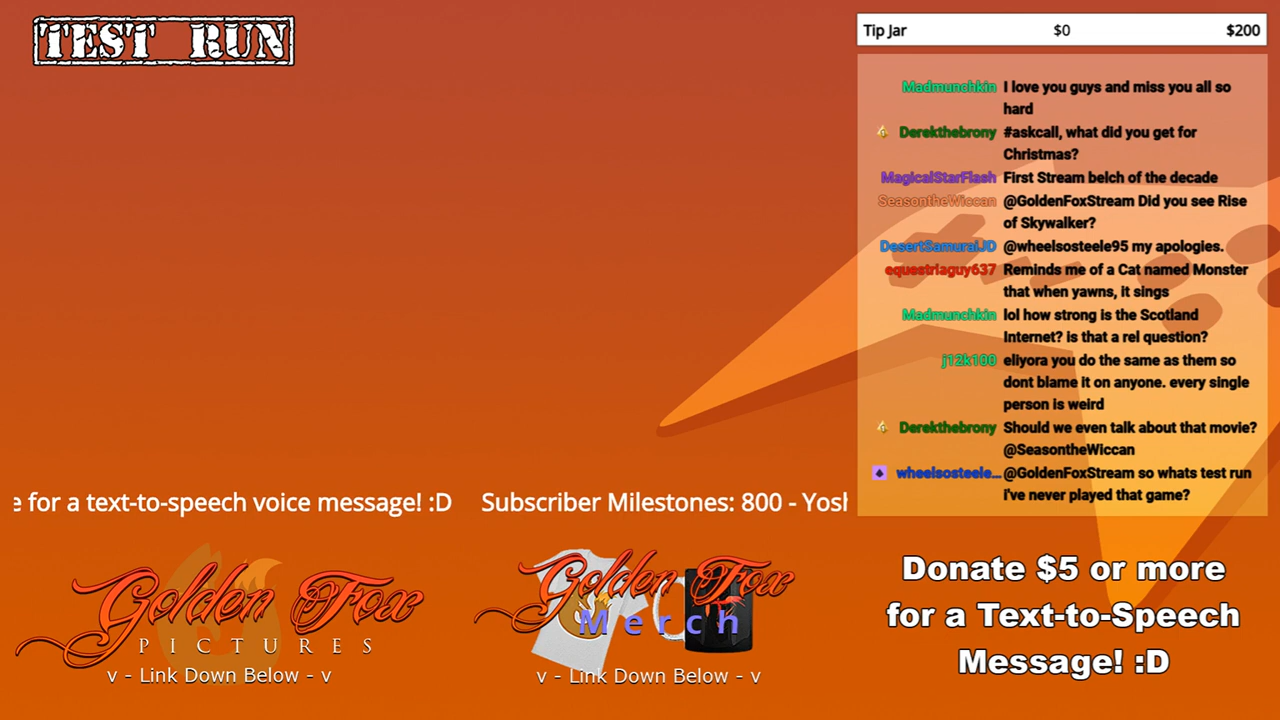 TEST RUN
Tip Jar $0 $200
Madmunchkin I love you guys and miss you all so
hard
Derekthebrony #askcall, what did you get for
Christmas?
MagicalStarFlash First Stream belch of the decade
SeasontheWiccan @GoldenFoxStream Did you see Rise
of Skywalker?
DesertSamuraiJD @wheelsosteele95 my apologies.
equestriaguy637 Reminds me of a Cat named Monster
that when yawns, it sings
Madmunchkin lol how strong is the Scotland
Internet? is that a rel question?
j12k100 eliyora you do the same as them so
dont blame it on anyone. every single
person is weird
Derekthebrony Should we even talk about that movie?
@SeasontheWiccan
wheelsosteele... @GoldenFoxStream so whats test run
i've never played that game?
e for a text-to-speech voice message! :D Subscriber Milestones: 800 - Yosh
Golden Fox
PICTURES
v - Link Down Below - v
Golden Fox
Merch
v - Link Down Below - v
Donate $5 or more
for a Text-to-Speech
Message! :D